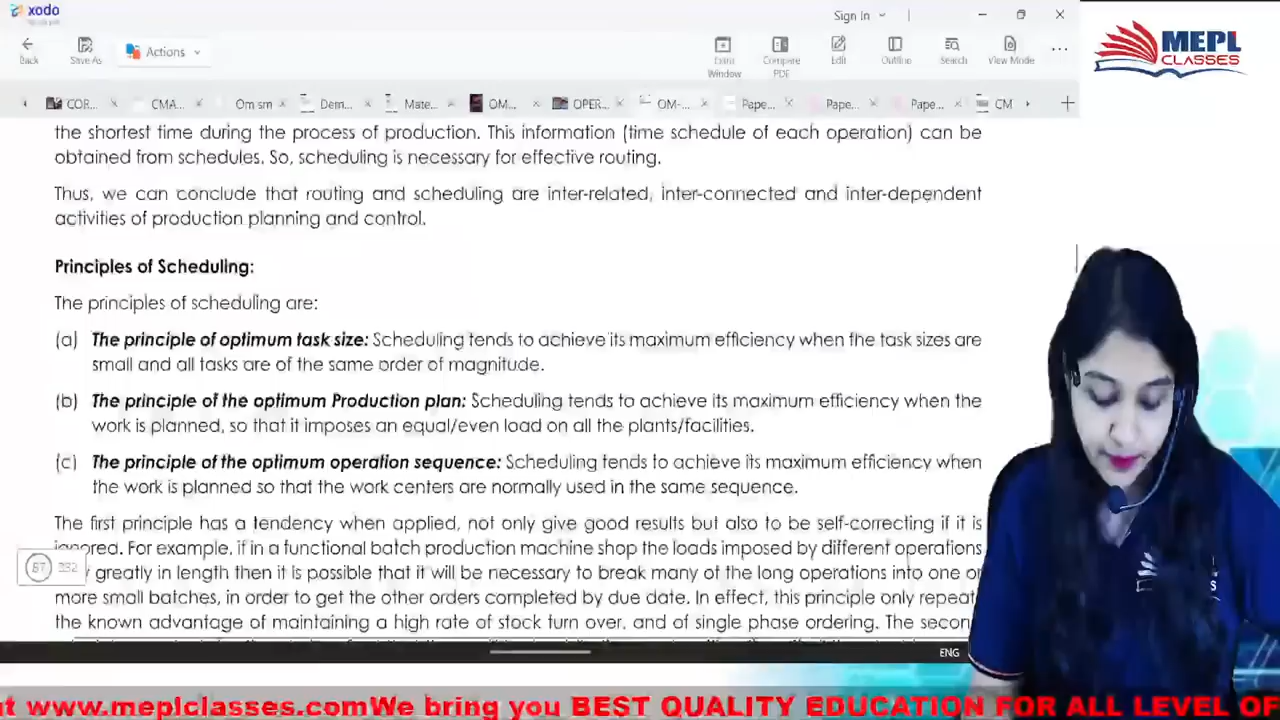 xodo
Sign In
Back
Save As
Actions
Extra Window
Compare PDF
Edit
Outline
Search
View Mode
MEPL
CLASSES
COR...
CMA...
Om sm
Dem...
Mate...
OM...
OPER...
OM-...
Pape...
Pape...
Pape...
CM
the shortest time during the process of production. This information (time schedule of each operation) can be
obtained from schedules. So, scheduling is necessary for effective routing.
Thus, we can conclude that routing and scheduling are inter-related, inter-connected and inter-dependent
activities of production planning and control.
Principles of Scheduling:
The principles of scheduling are:
(a) The principle of optimum task size: Scheduling tends to achieve its maximum efficiency when the task sizes are
small and all tasks are of the same order of magnitude.
(b) The principle of the optimum Production plan: Scheduling tends to achieve its maximum efficiency when the
work is planned, so that it imposes an equal/even load on all the plants/facilities.
(c) The principle of the optimum operation sequence: Scheduling tends to achieve its maximum efficiency when
the work is planned so that the work centers are normally used in the same sequence.
The first principle has a tendency when applied, not only give good results but also to be self-correcting if it is
ignored. For example, if in a functional batch production machine shop the loads imposed by different operations
greatly in length then it is possible that it will be necessary to break many of the long operations into one or
more small batches, in order to get the other orders completed by due date. In effect, this principle only repeat
the known advantage of maintaining a high rate of stock turn over, and of single phase ordering. The secon
ENG
www.meplclasses.comWe bring you BEST QUALITY EDUCATION FOR ALL LEVEL OF